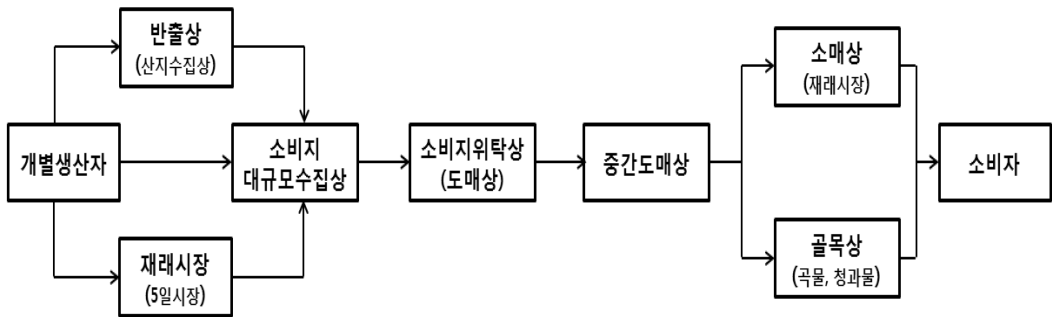 반출상
(산지수집상)
개별생산자
재래시장
(5일시장)
소비지
대규모수집상
소비지위탁상
(도매상)
중간도매상
소매상
(재래시장)
골목상
(곡물, 청과물)
소비자